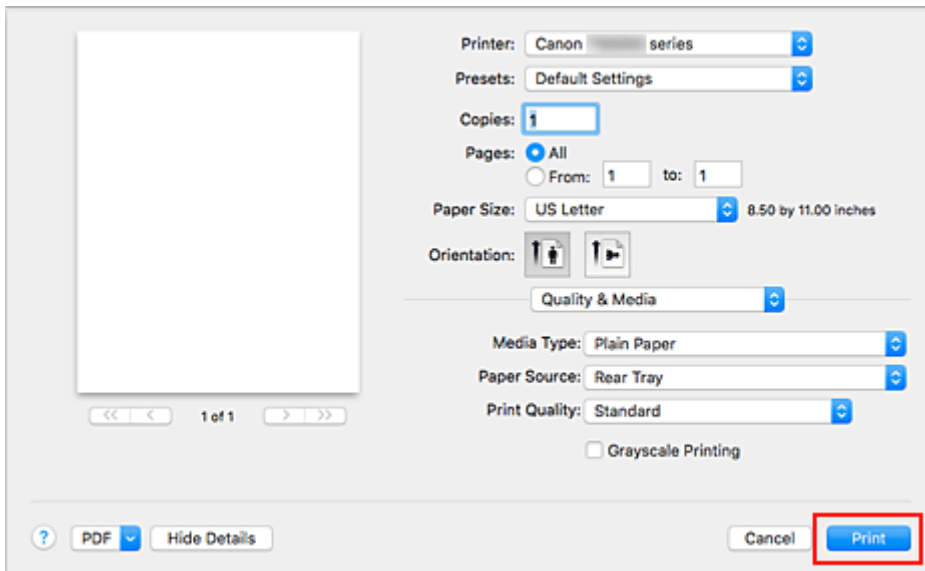 Printer: Canon series
Presets: Default Settings
Copies: 1
Pages: All
From: 1 to: 1
Paper Size: US Letter 8.50 by 11.00 inches
Orientation:
Quality & Media
Media Type: Plain Paper
Paper Source: Rear Tray
<< < 1 of 1 > >>
Print Quality: Standard
Grayscale Printing
? PDF Hide Details Cancel Print